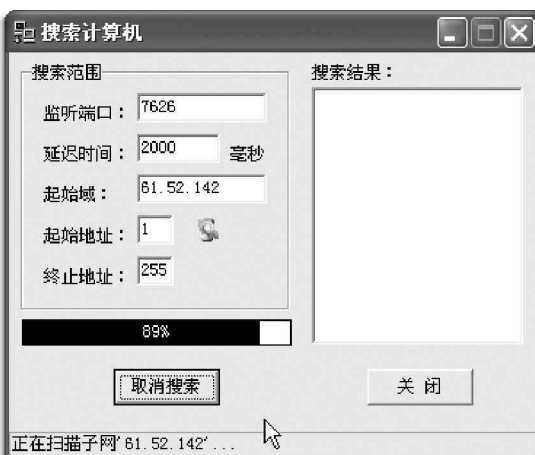 搜索计算机
搜索范围
监听端口： 7626
延迟时间： 2000 毫秒
起始域： 61.52.142
起始地址： 1
终止地址： 255
89%
取消搜索
搜索结果：
关 闭
正在扫描子网'61.52.142'...